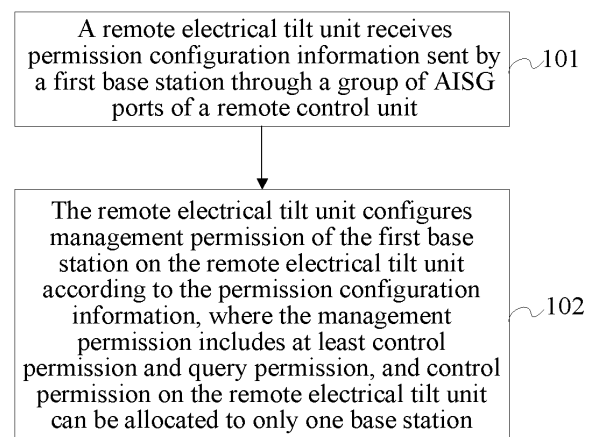 A remote electrical tilt unit receives
permission configuration information sent by
a first base station through a group of AISG
ports of a remote control unit
101
The remote electrical tilt unit configures
management permission of the first base
station on the remote electrical tilt unit
according to the permission configuration
information, where the management
permission includes at least control
permission and query permission, and control
permission on the remote electrical tilt unit
can be allocated to only one base station
102